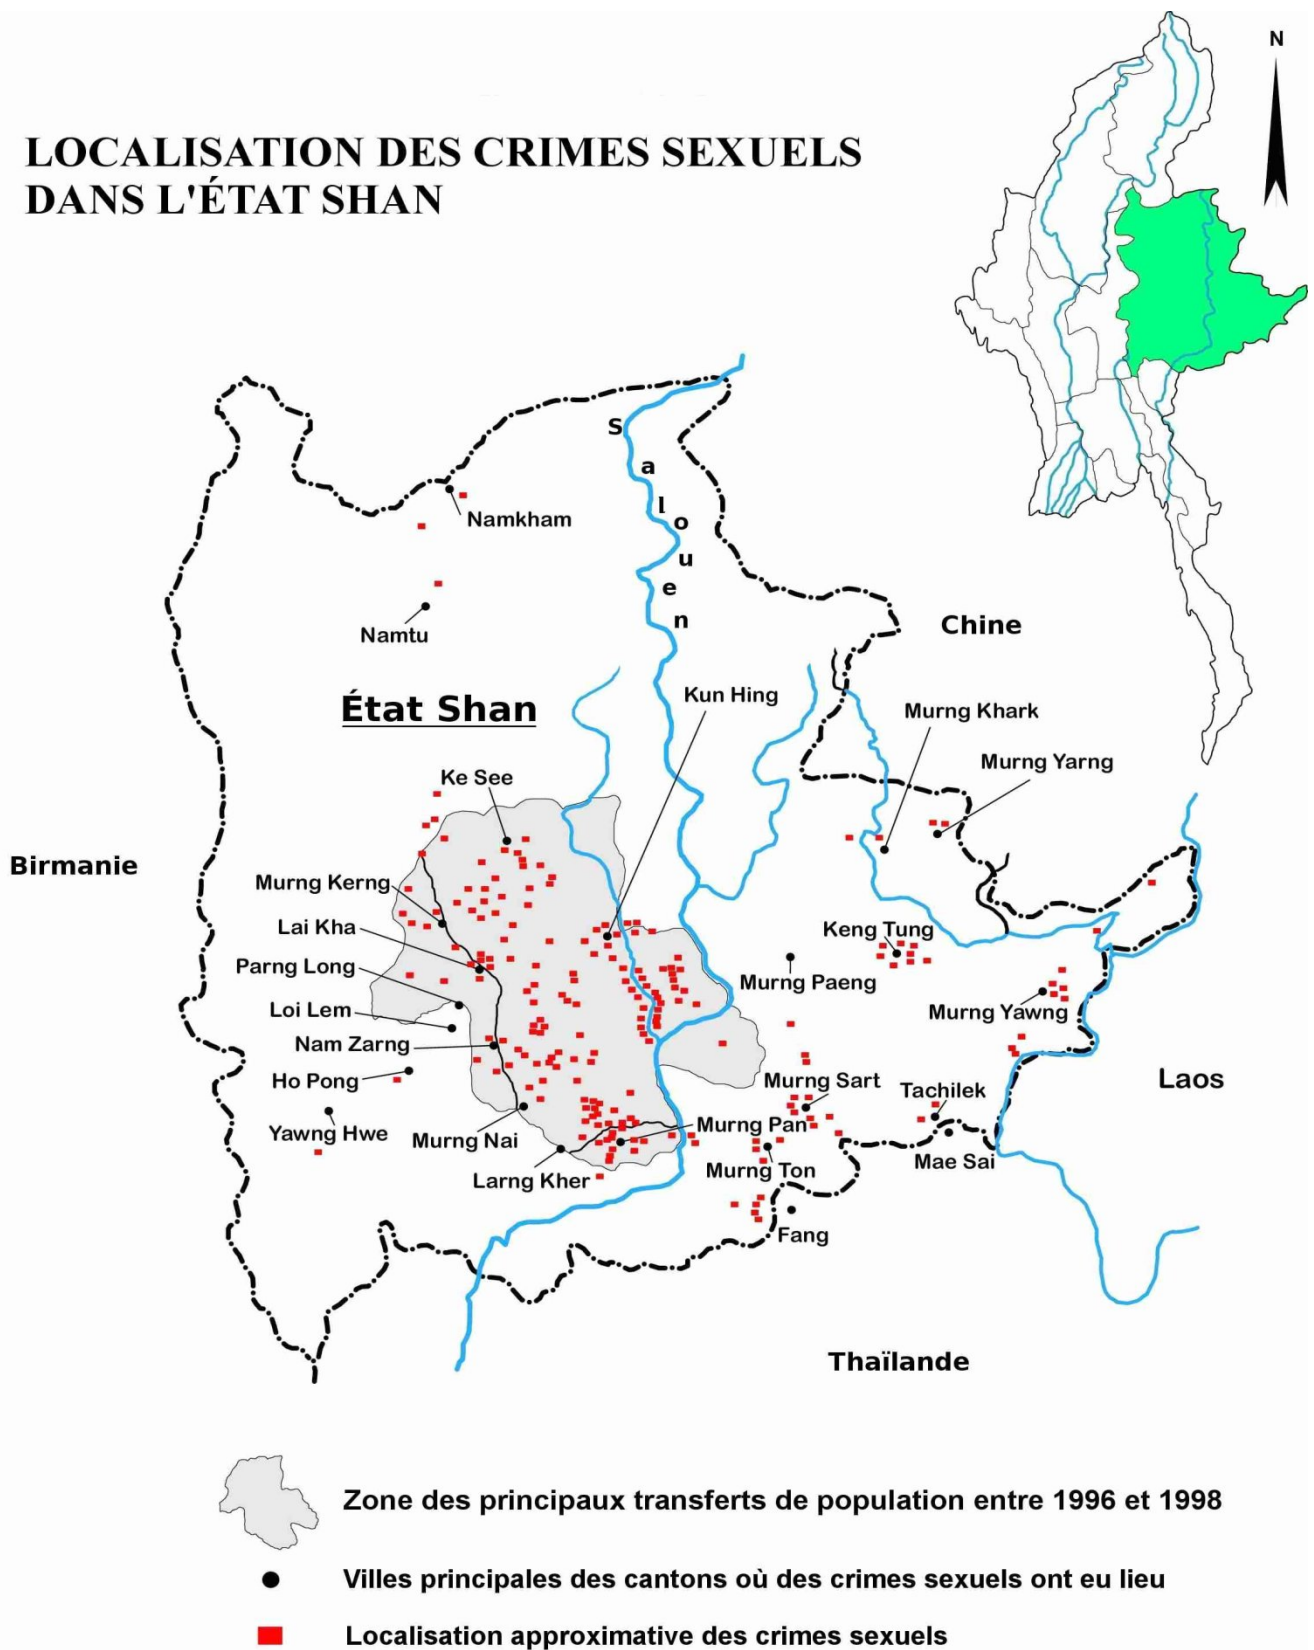 N
LOCALISATION DES CRIMES SEXUELS
DANS L'ÉTAT SHAN
Salouen
Namkham
Namtu
Chine
État Shan
Kun Hing
Murng Khark
Murng Yarng
Ke See
Birmanie
Murng Kerng
Lai Kha
Keng Tung
Parng Long
Murng Paeng
Loi Lem
Murng Yawng
Nam Zarng
Ho Pong
Murng Sart
Tachilek
Laos
Yawng Hwe
Murng Nai
Murng Pan
Mae Sai
Larng Kher
Murng Ton
Fang
Thaïlande
Zone des principaux transferts de population entre 1996 et 1998
Villes principales des cantons où des crimes sexuels ont eu lieu
Localisation approximative des crimes sexuels